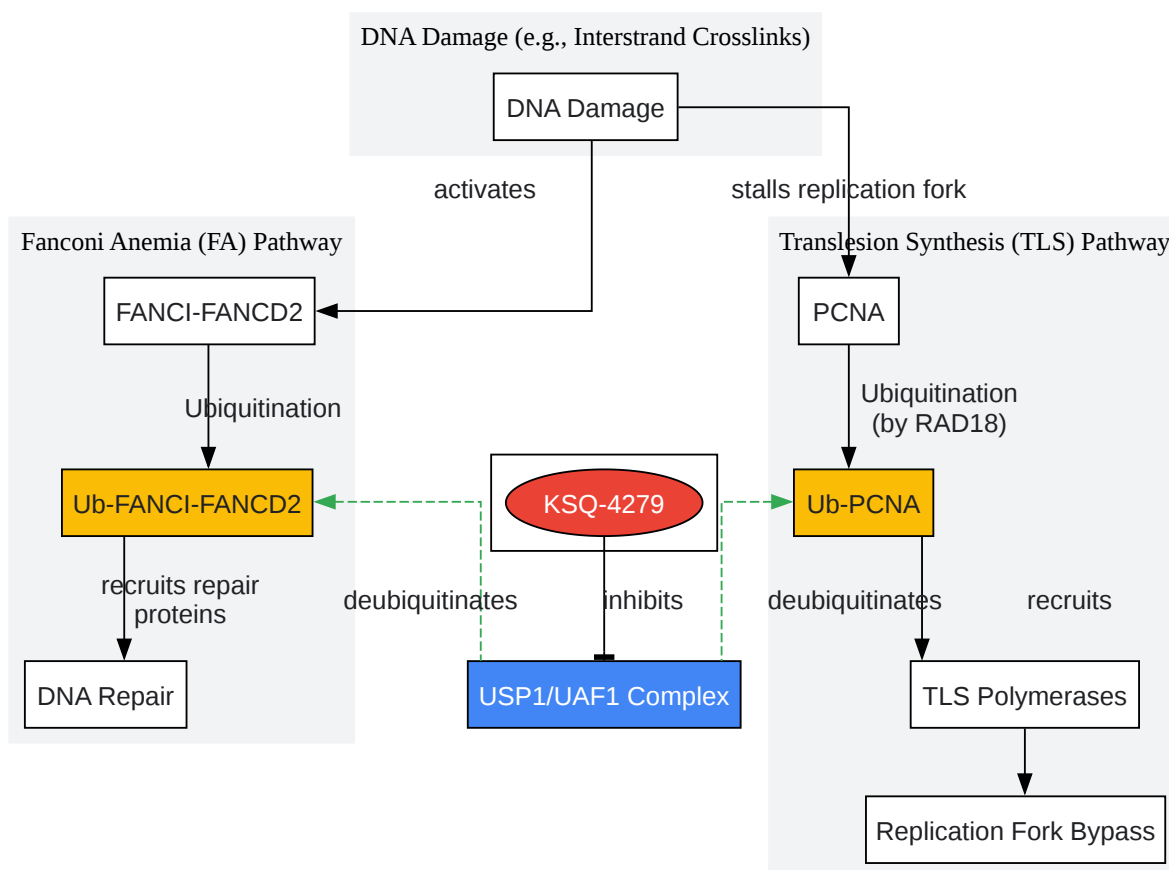 DNA Damage (e.g., Interstrand Crosslinks)
DNA Damage
activates
stalls replication fork
Fanconi Anemia (FA) Pathway
Translesion Synthesis (TLS) Pathway
FANCI-FANCD2
PCNA
Ubiquitination
Ubiquitination
(by RAD18)
Ub-FANCI-FANCD2
KSQ-4279
Ub-PCNA
recruits repair
proteins
deubiquitinates
inhibits
deubiquitinates
recruits
DNA Repair
USP1/UAF1 Complex
TLS Polymerases
Replication Fork Bypass